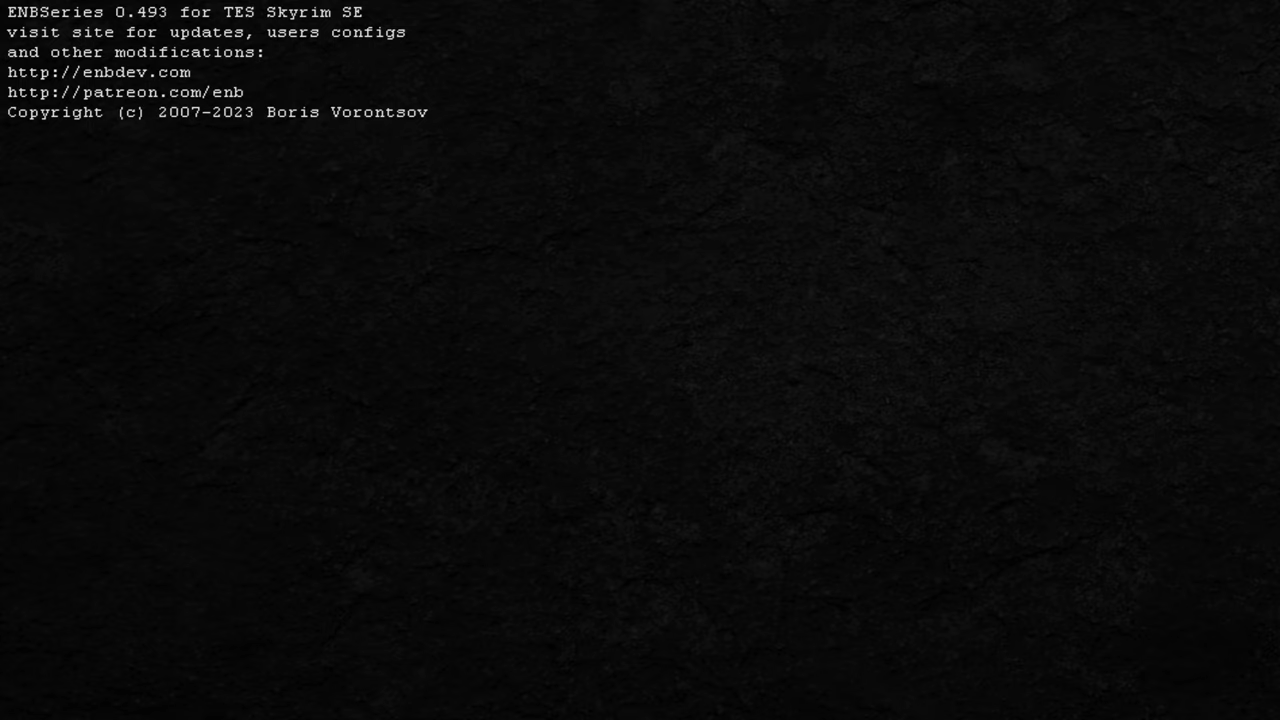 ENBSeries 0.493 for TES Skyrim SE
visit site for updates, users configs
and other modifications:
http://enbdev.com
http://patreon.com/enb
Copyright (c) 2007-2023 Boris Vorontsov